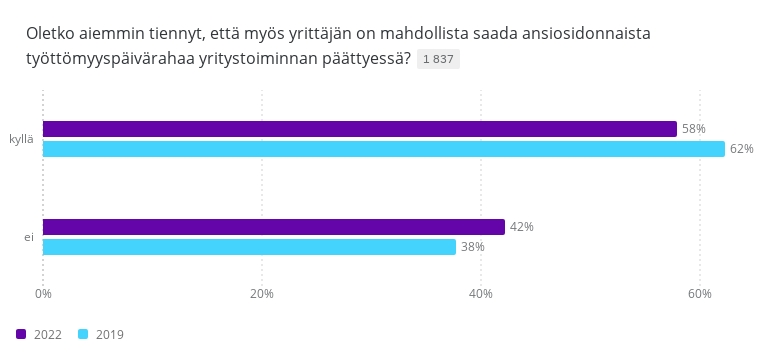 Oletko aiemmin tiennyt, että myös yrittäjän on mahdollista saada ansiosidonnaista
työttömyyspäivärahaa yritystoiminnan päättyessä? 1 837
kyllä
58%
62%
ei
42%
38%
0% 20% 40% 60%
2022 2019